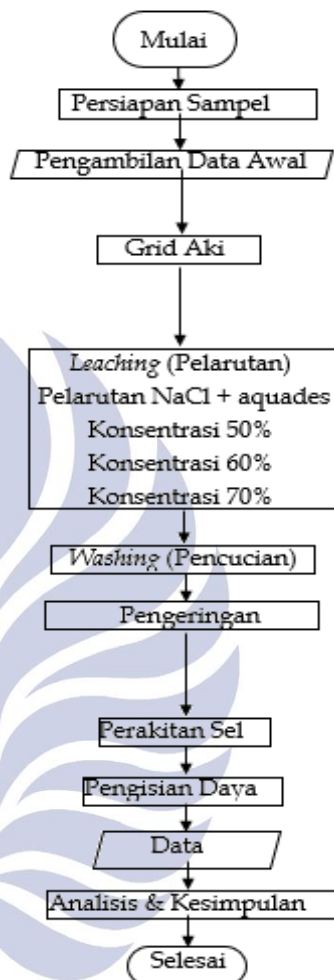 Mulai
Persiapan Sampel
Pengambilan Data Awal
Grid Aki
Leaching (Pelarutan)
Pelarutan NaCl + aquades
Konsentrasi 50%
Konsentrasi 60%
Konsentrasi 70%
Washing (Pencucian)
Pengeringan
Perakitan Sel
Pengisian Daya
Data
Analisis & Kesimpulan
Selesai